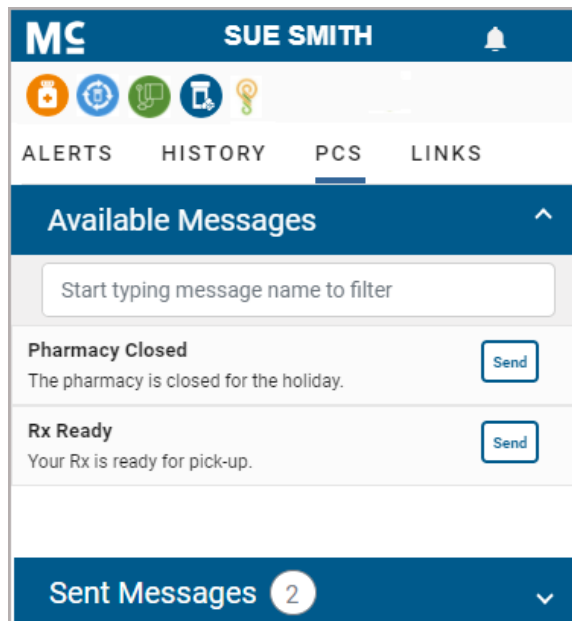 MC SUE SMITH
ALERTS HISTORY PCS LINKS
Available Messages
Start typing message name to filter
Pharmacy Closed
Send
The pharmacy is closed for the holiday.
Rx Ready
Send
Your Rx is ready for pick-up.
Sent Messages 2